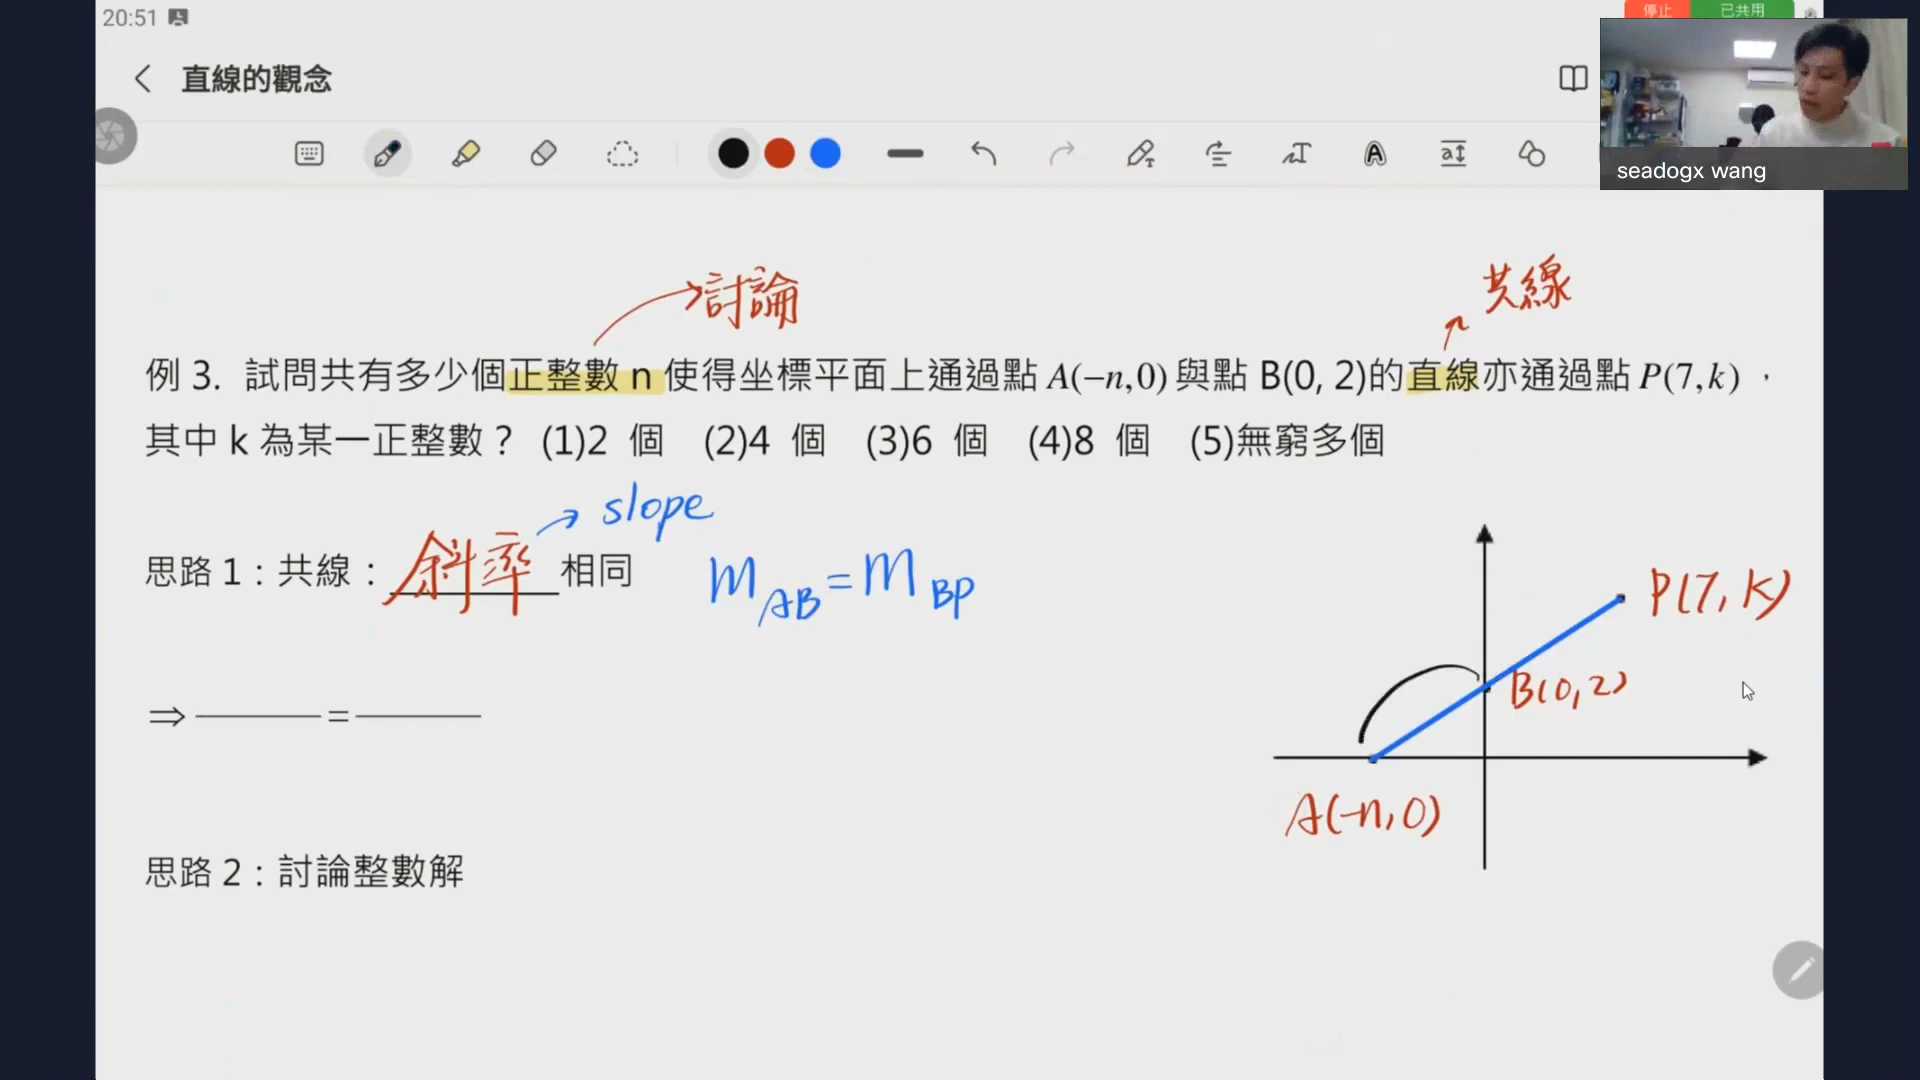 20:51
停止 已共用
直線的觀念
seadogx wang
討論
共線
例 3. 試問共有多少個正整數 n 使得坐標平面上通過點 A(−n,0) 與點 B(0, 2)的直線亦通過點 P(7,k)，
其中 k 為某一正整數？ (1)2 個 (2)4 個 (3)6 個 (4)8 個 (5)無窮多個
slope
思路 1：共線：斜率相同 m AB = m BP
P(7, k)
B(0, 2)
⇒ ——— = ———
A(-n, 0)
思路 2：討論整數解